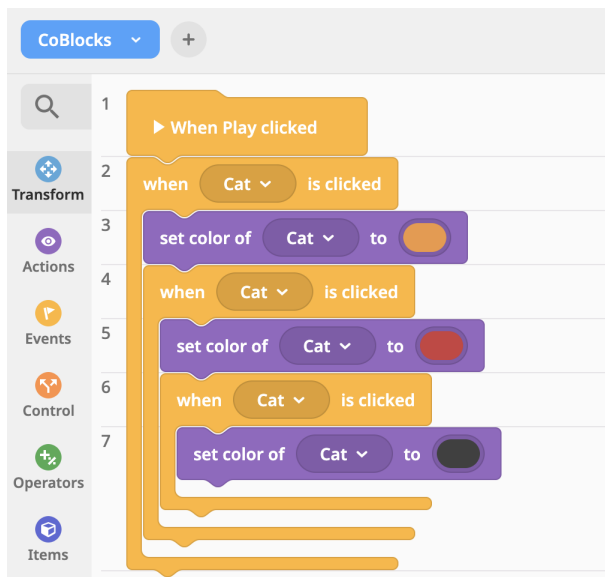 CoBlocks
+
1
When Play clicked
2
when Cat is clicked
Transform
3
set color of Cat to
Actions
4
when Cat is clicked
Events
5
set color of Cat to
6
when Cat is clicked
Control
7
set color of Cat to
Operators
Items